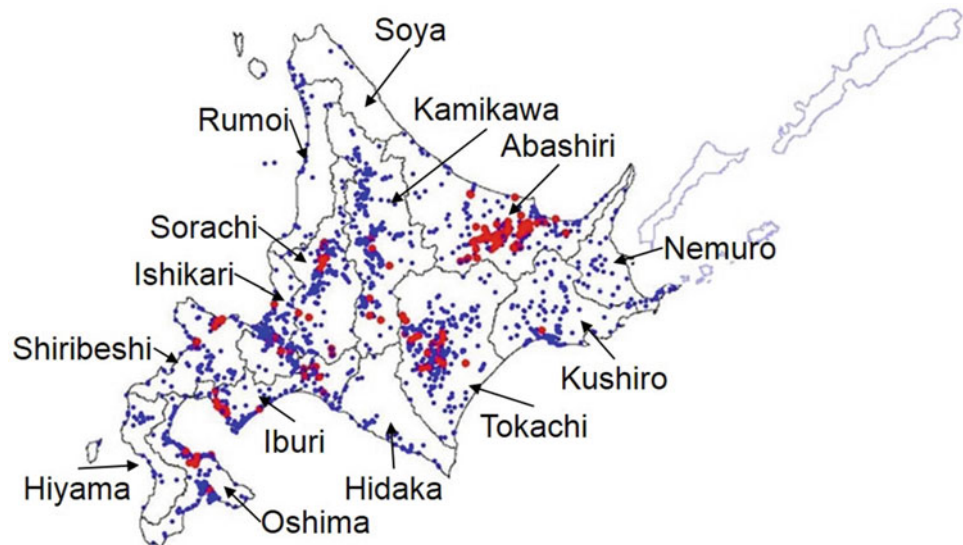 Soya
Kamikawa
Rumoi
Abashiri
Sorachi
Nemuro
Ishikari
Shiribeshi
Kushiro
Tokachi
Iburi
Hiyama
Hidaka
Oshima